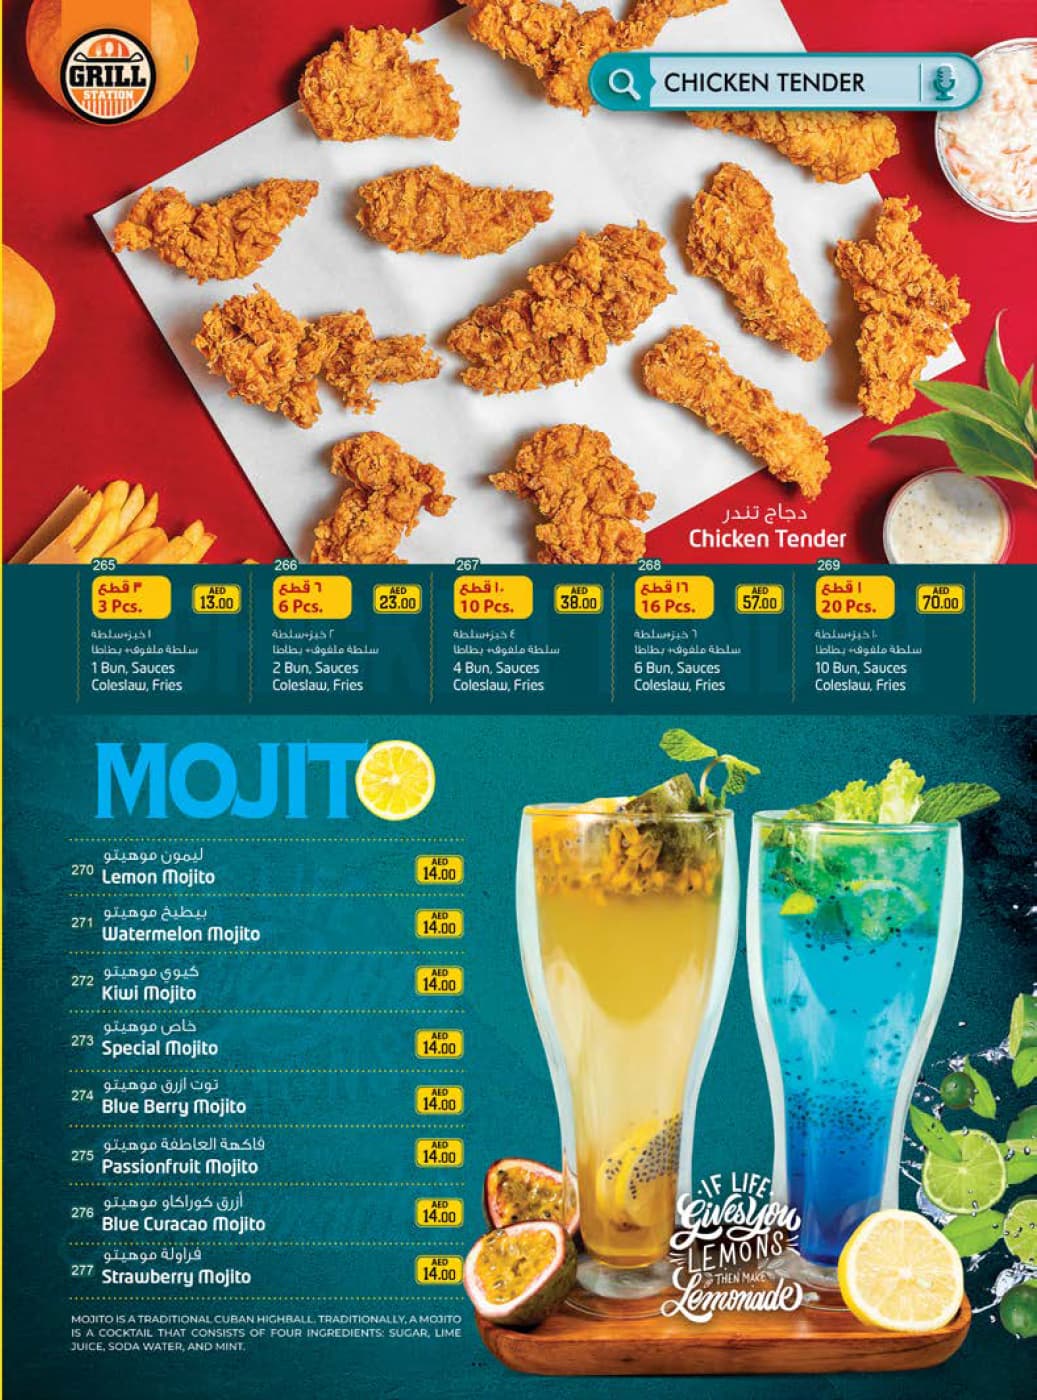 GRILL
STATION
CHICKEN TENDER
دجاج تندر
Chicken Tender
265
٣ قطع
3 Pcs.
AED
13.00
١ خبز+سلطة
سلطة ملفوف+ بطاطا
1 Bun, Sauces
Coleslaw, Fries
266
٦ قطع
6 Pcs.
AED
23.00
٢ خبز+سلطة
سلطة ملفوف+ بطاطا
2 Bun, Sauces
Coleslaw, Fries
267
١٠ قطع
10 Pcs.
AED
38.00
٤ خبز+سلطة
سلطة ملفوف+ بطاطا
4 Bun, Sauces
Coleslaw, Fries
268
١٦ قطع
16 Pcs.
AED
57.00
٦ خبز+سلطة
سلطة ملفوف+ بطاطا
6 Bun, Sauces
Coleslaw, Fries
269
١ قطع
20 Pcs.
AED
70.00
١٠ خبز+سلطة
سلطة ملفوف+ بطاطا
10 Bun, Sauces
Coleslaw, Fries
MOJITO
ليمون موهيتو
270 Lemon Mojito
AED
14.00
بيطيخ موهيتو
271 Watermelon Mojito
AED
14.00
كيوي موهيتو
272 Kiwi Mojito
AED
14.00
خاص موهيتو
273 Special Mojito
AED
14.00
توت أزرق موهيتو
274 Blue Berry Mojito
AED
14.00
فاكهة العاطفة موهيتو
275 Passionfruit Mojito
AED
14.00
أزرق كوراكاو موهيتو
276 Blue Curacao Mojito
AED
14.00
فراولة موهيتو
277 Strawberry Mojito
AED
14.00
MOJITO IS A TRADITIONAL CUBAN HIGHBALL. TRADITIONALLY, A MOJITO
IS A COCKTAIL THAT CONSISTS OF FOUR INGREDIENTS: SUGAR, LIME
JUICE, SODA WATER, AND MINT.
IF LIFE
Gives you
LEMONS
THEN MAKE
Lemonade